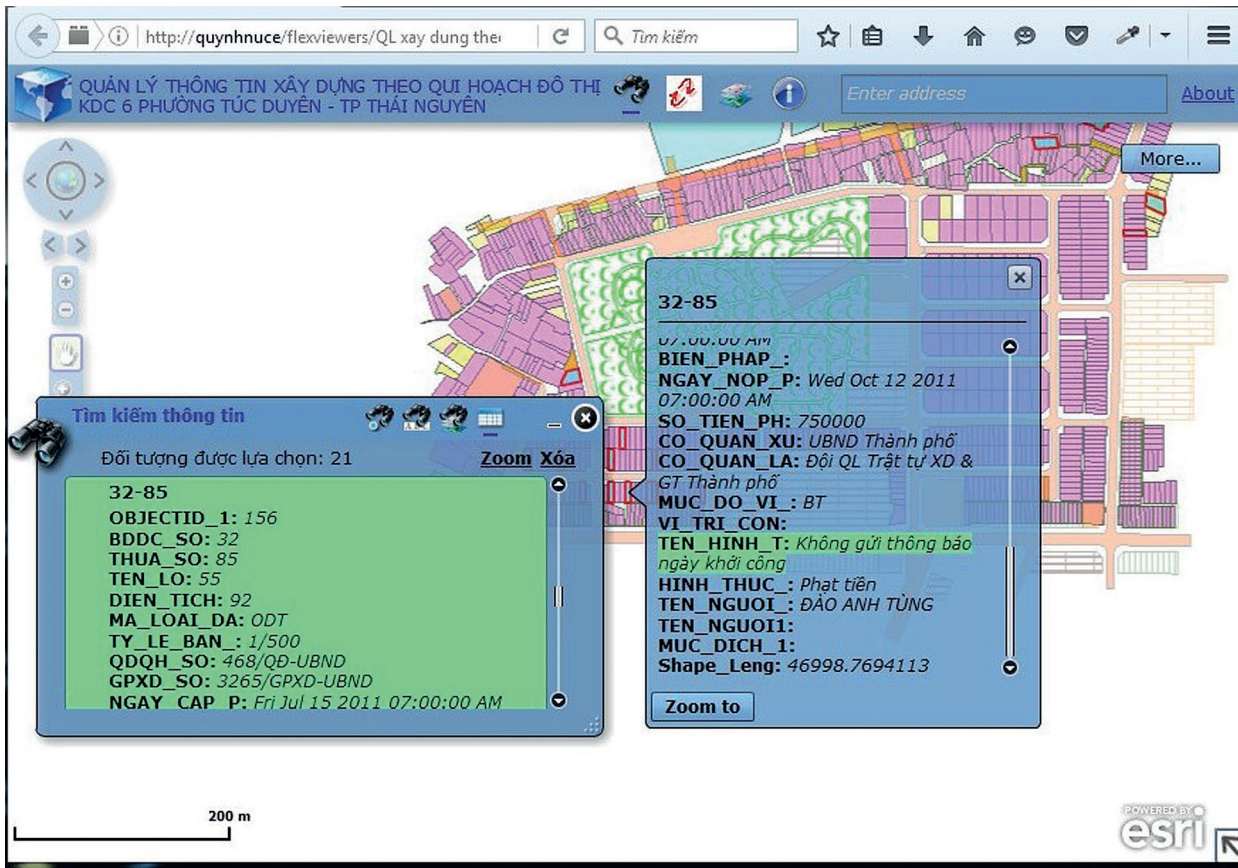 http://quynhnuce/flexviewers/QL xay dung theo
Tìm kiếm
QUẢN LÝ THÔNG TIN XÂY DỰNG THEO QUI HOẠCH ĐÔ THỊ
KDC 6 PHƯỜNG TÚC DUYÊN - TP THÁI NGUYÊN
Enter address
About
More...
Tìm kiếm thông tin
Đối tượng được lựa chọn: 21
Zoom Xóa
32-85
OBJECTID_1: 156
BDDC_SO: 32
THUA_SO: 85
TEN_LO: 55
DIEN_TICH: 92
MA_LOAI_DA: ODT
TY_LE_BAN_: 1/500
QDQH_SO: 468/QĐ-UBND
GPXD_SO: 3265/GPXD-UBND
NGAY_CAP_P: Fri Jul 15 2011 07:00:00 AM
32-85
07:00:00 AM
BIEN_PHAP_:
NGAY_NOP_P: Wed Oct 12 2011
07:00:00 AM
SO_TIEN_PH: 750000
CO_QUAN_XU: UBND Thành phố
CO_QUAN_LA: Đội QL Trật tự XD &
GT Thành phố
MUC_DO_VI_: BT
VI_TRI_CON:
TEN_HINH_T: Không gửi thông báo
ngày khởi công
HINH_THUC_: Phạt tiền
TEN_NGUOI_: ĐÀO ANH TÙNG
TEN_NGUOI1:
MUC_DICH_1:
Shape_Leng: 46998.7694113
Zoom to
200 m
POWERED BY
esri